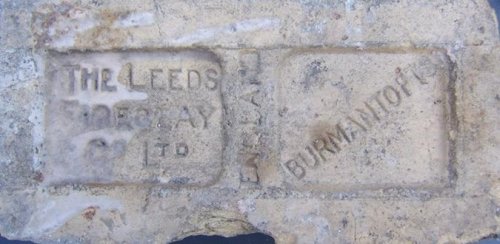 THE LEEDS
FIRECLAY
CO LTD
ENGLAND
BURMANTOFTS